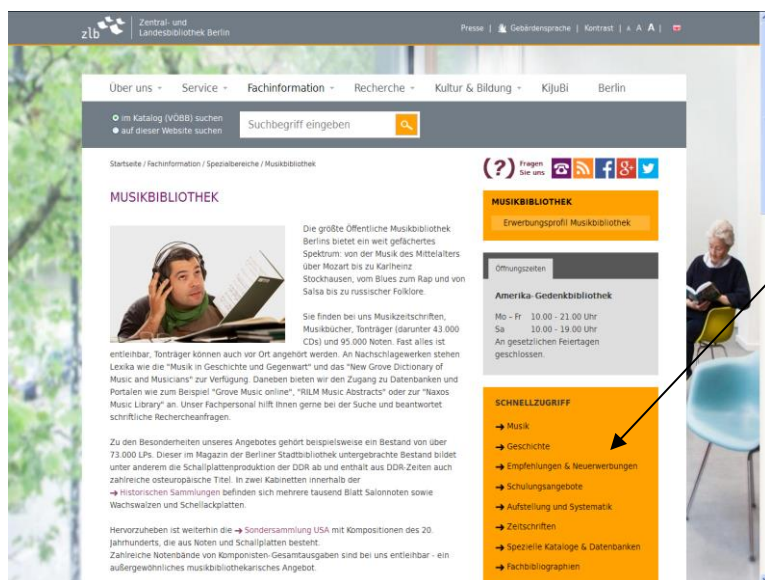 zlb
Zentral- und
Landesbibliothek Berlin
Presse | Gebärdensprache | Kontrast | A A A |
Über uns
Service
Fachinformation
Recherche
Kultur & Bildung
KiJuBi
Berlin
im Katalog (VÖBB) suchen
auf dieser Website suchen
Suchbegriff eingeben
Startseite / Fachinformation / Spezialbereiche / Musikbibliothek
MUSIKBIBLIOTHEK
Die größte Öffentliche Musikbibliothek
Berlins bietet ein weit gefächertes
Spektrum: von der Musik des Mittelalters
über Mozart bis zu Karlheinz
Stockhausen, vom Blues zum Rap und von
Salsa bis zu russischer Folklore.
Sie finden bei uns Musikzeitschriften,
Musikbücher, Tonträger (darunter 43.000
CDs) und 95.000 Noten. Fast alles ist
entleihbar, Tonträger können auch vor Ort angehört werden. An Nachschlagewerken stehen
Lexika wie die "Musik in Geschichte und Gegenwart" und das "New Grove Dictionary of
Music and Musicians" zur Verfügung. Daneben bieten wir den Zugang zu Datenbanken und
Portalen wie zum Beispiel "Grove Music online", "RILM Music Abstracts" oder zur "Naxos
Music Library" an. Unser Fachpersonal hilft Ihnen gerne bei der Suche und beantwortet
schriftliche Rechercheanfragen.
Zu den Besonderheiten unseres Angebotes gehört beispielsweise ein Bestand von über
73.000 LPs. Dieser im Magazin der Berliner Stadtbibliothek untergebrachte Bestand bildet
unter anderem die Schallplattenproduktion der DDR ab und enthält aus DDR-Zeiten auch
zahlreiche osteuropäische Titel. In zwei Kabinetten innerhalb der
→ Historischen Sammlungen befinden sich mehrere tausend Blatt Salonnoten sowie
Wachswalzen und Schellackplatten.
Hervorzuheben ist weiterhin die → Sondersammlung USA mit Kompositionen des 20.
Jahrhunderts, die aus Noten und Schallplatten besteht.
Zahlreiche Notenbände von Komponisten-Gesamtausgaben sind bei uns entleihbar - ein
außergewöhnliches musikbibliothekarisches Angebot.
(?) Fragen
Sie uns
f
8+
MUSIKBIBLIOTHEK
Erwerbungsprofil Musikbibliothek
Öffnungszeiten
Amerika-Gedenkbibliothek
Mo - Fr 10.00 - 21.00 Uhr
Sa 10.00 - 19.00 Uhr
An gesetzlichen Feiertagen
geschlossen.
SCHNELLZUGRIFF
→ Musik
→ Geschichte
→ Empfehlungen & Neuerwerbungen
→ Schulungsangebote
→ Aufstellung und Systematik
→ Zeitschriften
→ Spezielle Kataloge & Datenbanken
→ Fachbibliographien